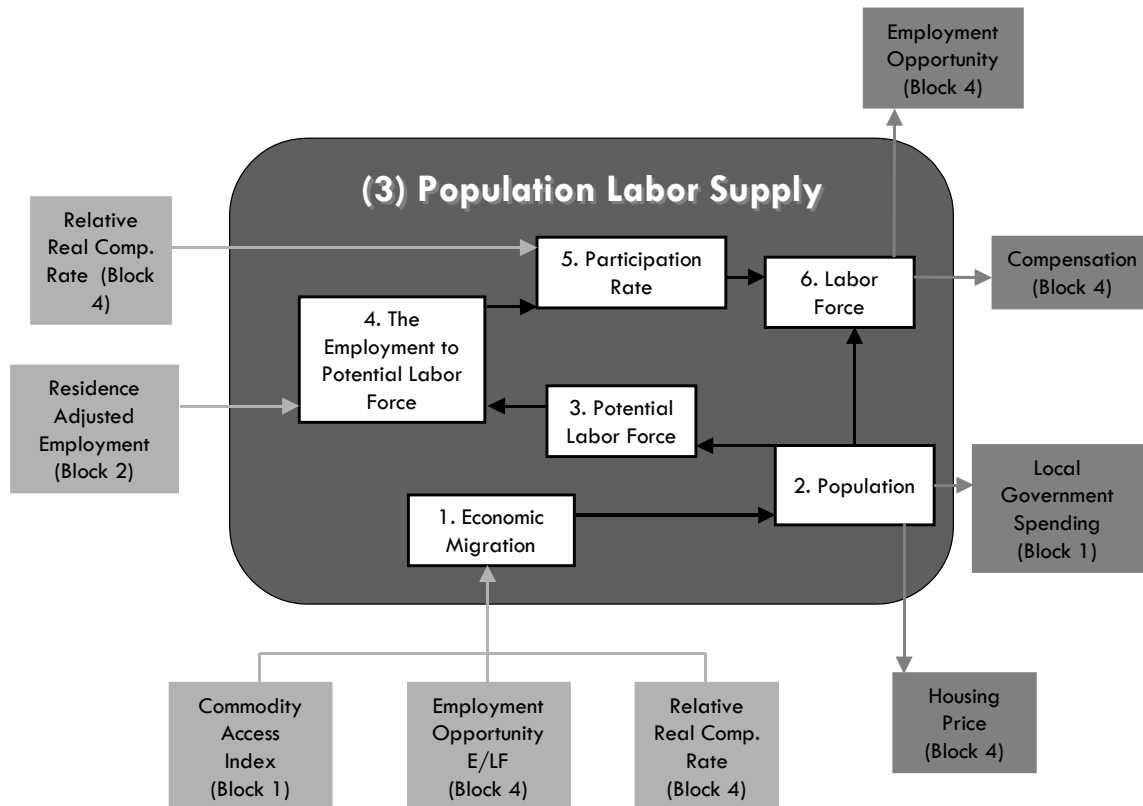 Employment
Opportunity
(Block 4)
(3) Population Labor Supply
Relative
Real Comp.
Rate (Block
4)
5. Participation
Rate
6. Labor
Force
Compensation
(Block 4)
4. The
Employment to
Potential Labor
Force
Residence
Adjusted
Employment
(Block 2)
3. Potential
Labor Force
2. Population
Local
Government
Spending
(Block 1)
1. Economic
Migration
Commodity
Access
Index
(Block 1)
Employment
Opportunity
E/LF
(Block 4)
Relative
Real Comp.
Rate
(Block 4)
Housing
Price
(Block 4)